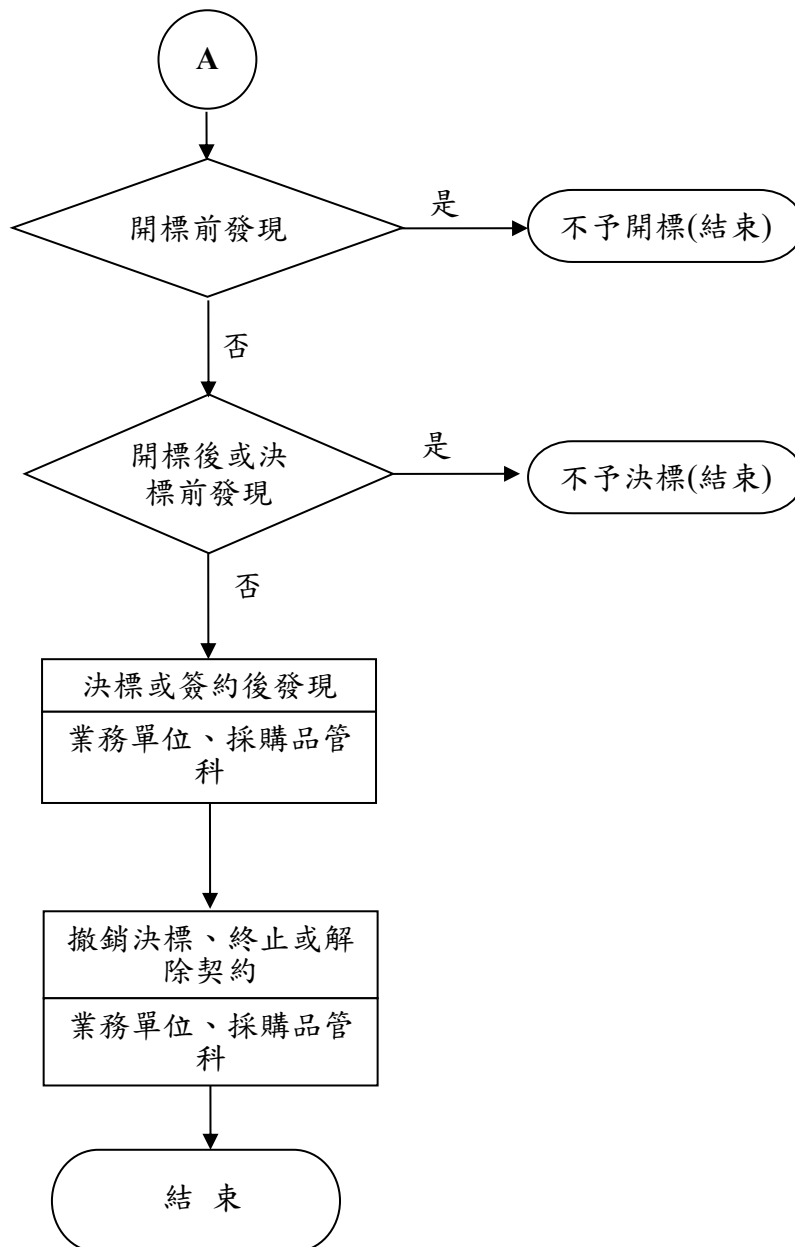 A
開標前發現
是
不予開標(結束)
否
開標後或決
標前發現
是
不予決標(結束)
否
決標或簽約後發現
業務單位、採購品管
科
撤銷決標、終止或解
除契約
業務單位、採購品管
科
結 束